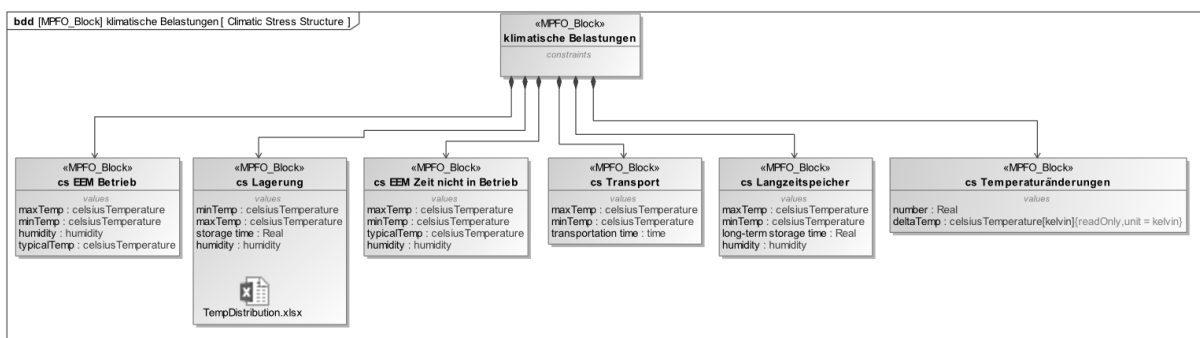 bdd [MPFO_Block] klimatische Belastungen [ Climatic Stress Structure ]
«MPFO_Block»
klimatische Belastungen
constraints
«MPFO_Block»
cs EEM Betrieb
values
maxTemp : celsiusTemperature
minTemp : celsiusTemperature
humidity : humidity
typicalTemp : celsiusTemperature
«MPFO_Block»
cs Lagerung
values
minTemp : celsiusTemperature
maxTemp : celsiusTemperature
storage time : Real
humidity : humidity
TempDistribution.xlsx
«MPFO_Block»
cs EEM Zeit nicht in Betrieb
values
maxTemp : celsiusTemperature
minTemp : celsiusTemperature
typicalTemp : celsiusTemperature
humidity : humidity
«MPFO_Block»
cs Transport
values
maxTemp : celsiusTemperature
minTemp : celsiusTemperature
transportation time : time
«MPFO_Block»
cs Langzeitspeicher
values
maxTemp : celsiusTemperature
minTemp : celsiusTemperature
long-term storage time : Real
humidity : humidity
«MPFO_Block»
cs Temperaturänderungen
values
number : Real
deltaTemp : celsiusTemperature[kelvin]{readOnly,unit = kelvin}